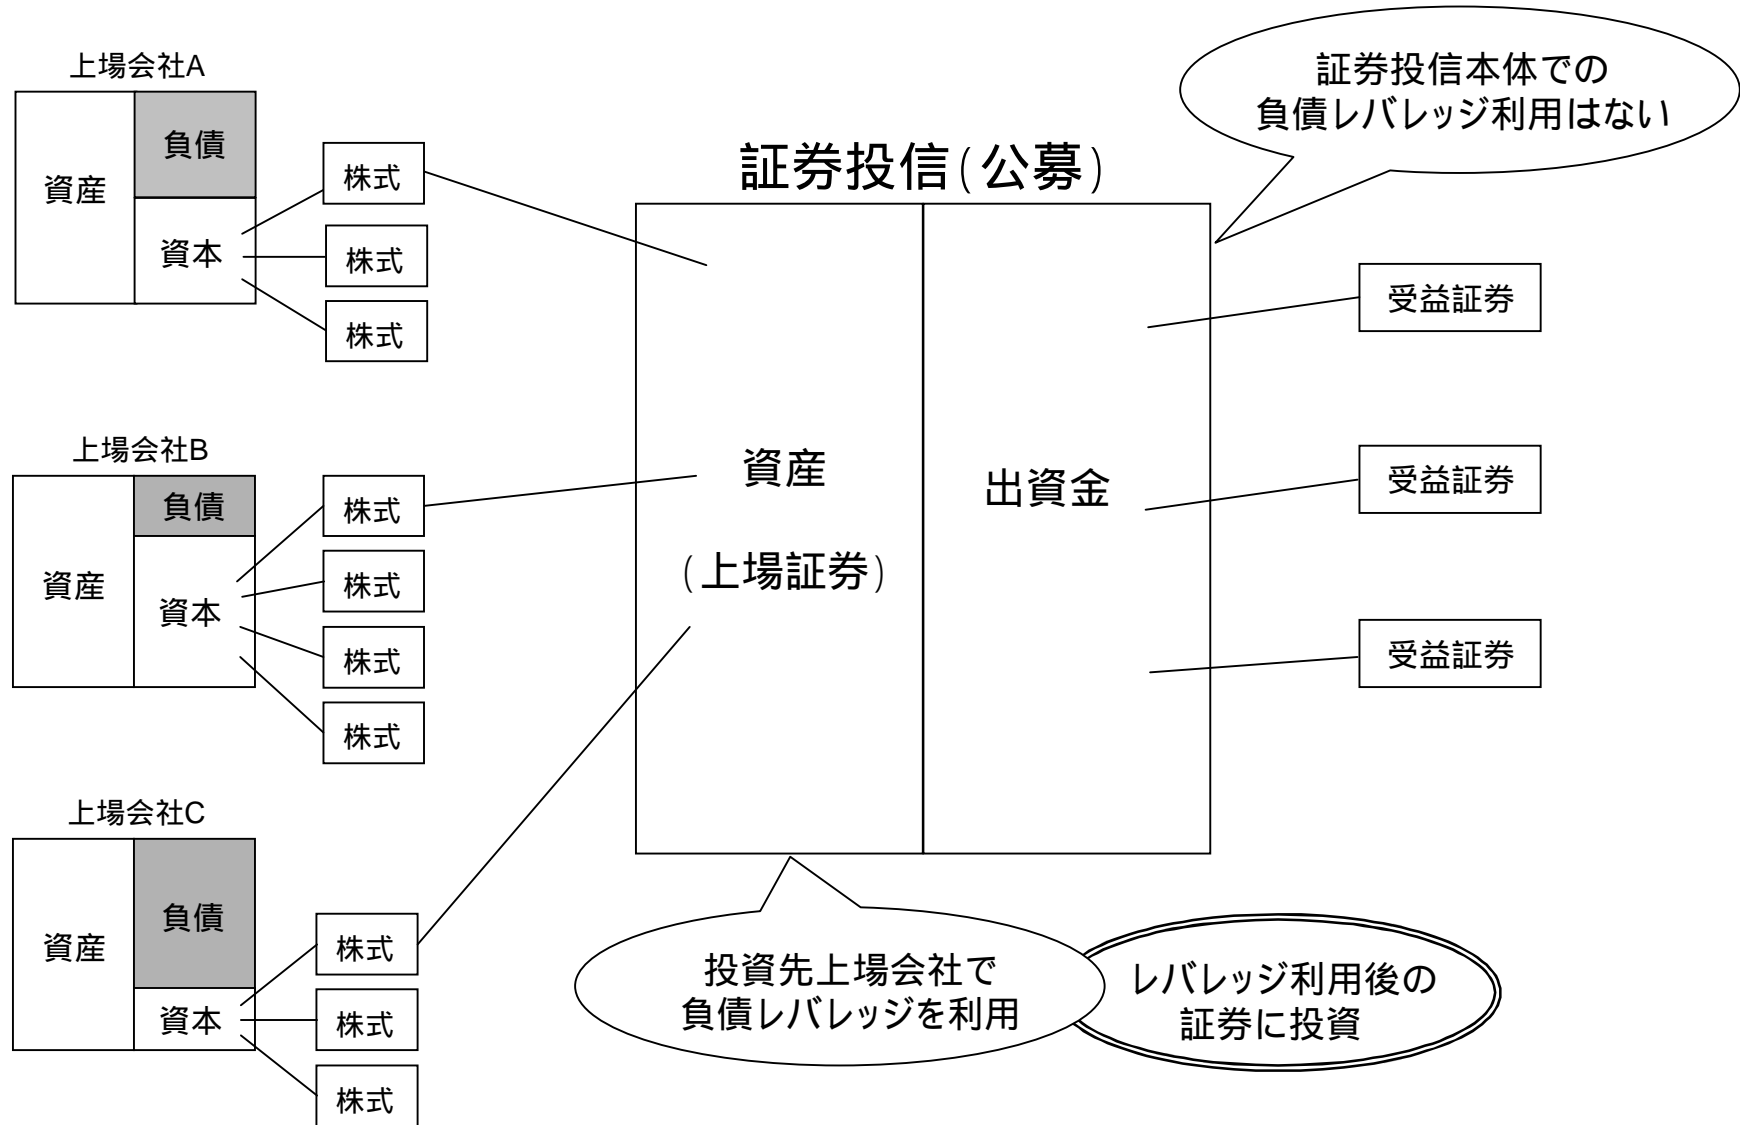 上場会社A
資産
負債
資本
株式
株式
株式
上場会社B
資産
負債
資本
株式
株式
株式
株式
上場会社C
資産
負債
資本
株式
株式
株式
証券投信(公募)
資産
(上場証券)
出資金
証券投信本体での
負債レバレッジ利用はない
受益証券
受益証券
受益証券
投資先上場会社で
負債レバレッジを利用
レバレッジ利用後の
証券に投資